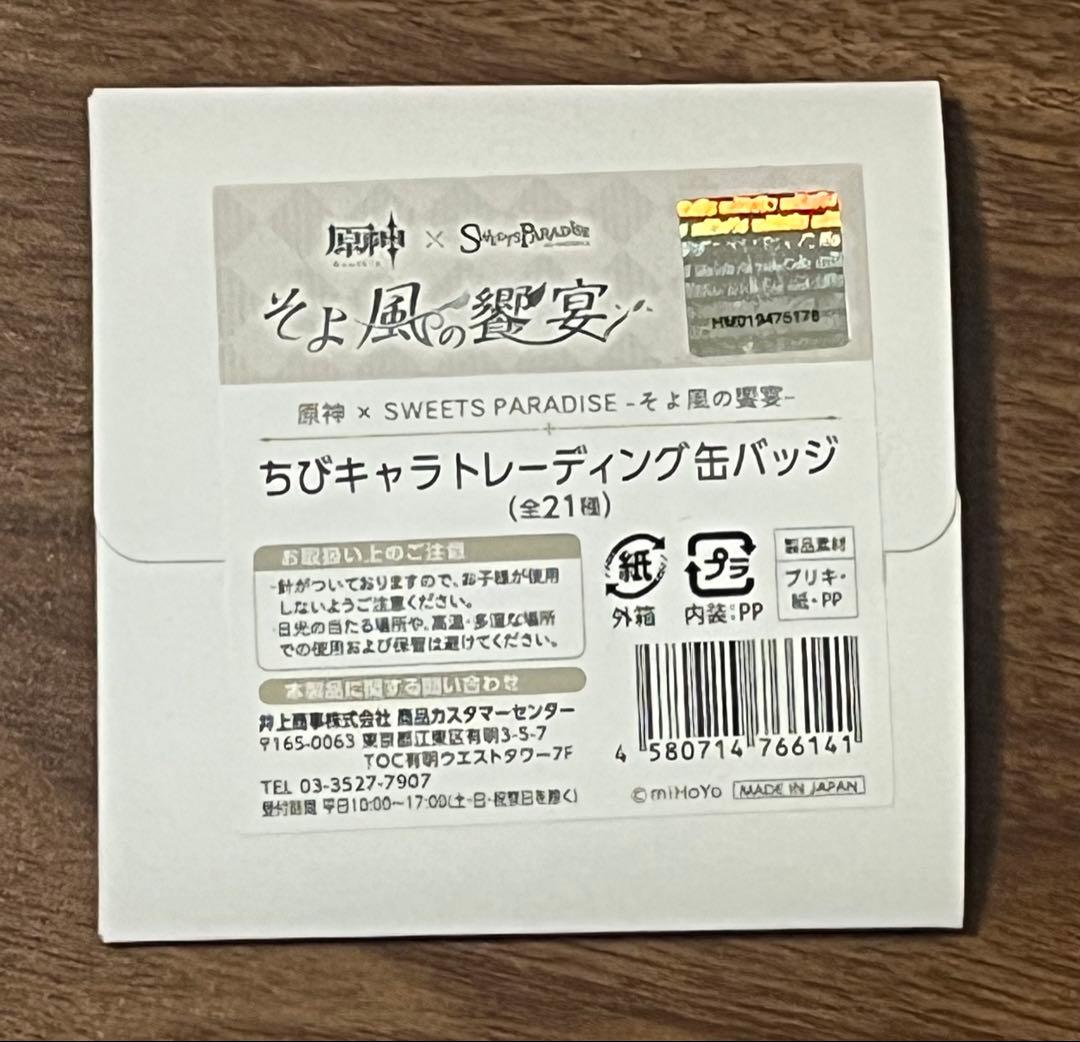 原神 × SWEETS PARADISE
そよ風の饗宴
HM019475178
原神 × SWEETS PARADISE -そよ風の饗宴-
ちびキャラトレーディング缶バッジ
(全21種)
お取扱い上のご注意
・針がついておりますので、お子様が使用
しないようご注意ください。
・日光の当たる場所や、高温・多湿な場所
での使用および保管は避けてください。
紙
外箱
プラ
内装:PP
製品素材
ブリキ・
紙・PP
本製品に関する問い合わせ
井上商事株式会社 商品カスタマーセンター
〒165-0063 東京都江東区有明3-5-7
TOC有明ウエストタワー7F
TEL 03-3527-7907
受付時間 平日10:00〜17:00(土・日・祝祭日を除く)
4 580714 766141
©miHoYo MADE IN JAPAN